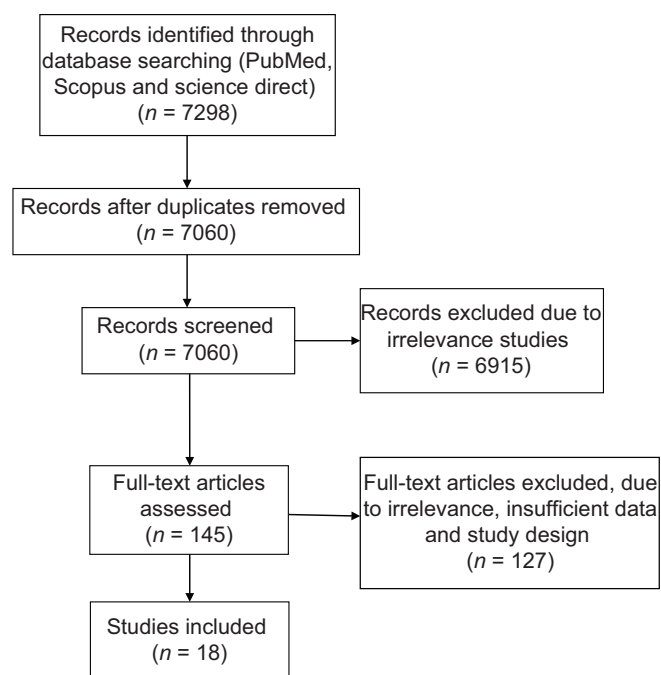 Records identified through
database searching (PubMed,
Scopus and science direct)
(n = 7298)
Records after duplicates removed
(n = 7060)
Records screened
(n = 7060)
Records excluded due to
irrelevance studies
(n = 6915)
Full-text articles
assessed
(n = 145)
Full-text articles excluded, due
to irrelevance, insufficient data
and study design
(n = 127)
Studies included
(n = 18)